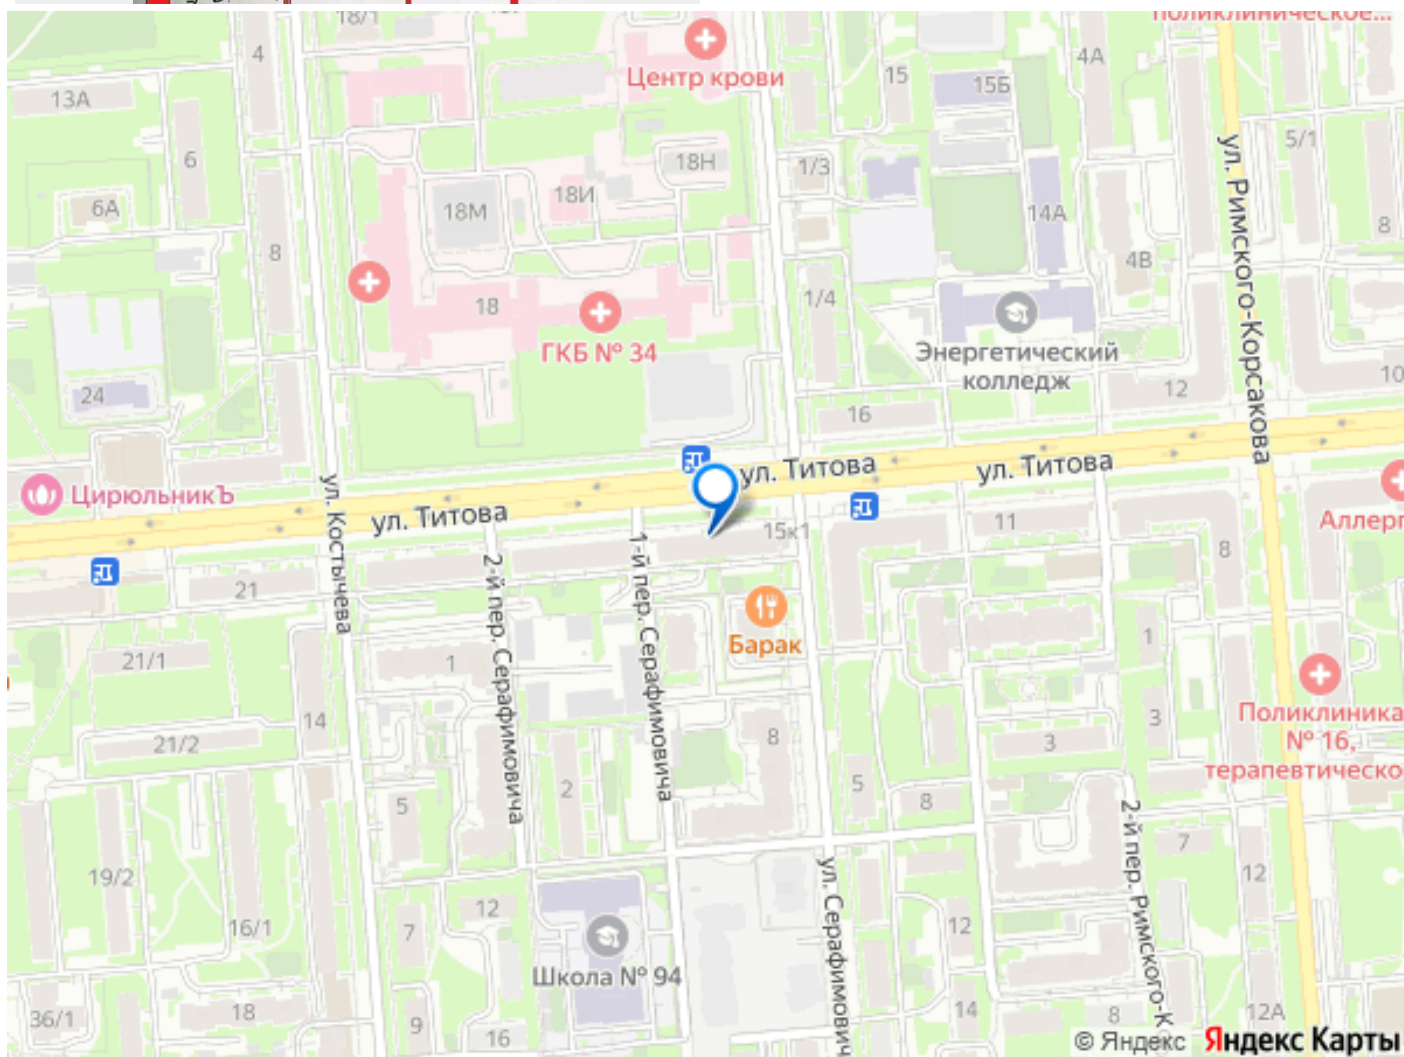 поликлиническое...
18/1
4
Центр крови
15
15Б
4А
13А
5/1
6
18Н
1/3
18И
6А
18М
14А
8
8
4В
ул. Римского-Корсакова
18
1/4
ГКБ № 34
Энергетический
колледж
24
12
10
16
ул. Титова
ул. Титова
ЦирюльникЪ
ул. Титова
ул. Костычева
15к1
11
Аллерг
8
21
2-й пер. Серафимовича
1-й пер. Серафимовича
Барак
1
21/1
1
14
Поликлиника
№ 16,
терапевтическо
21/2
8
3
3
5
2
5
8
2-й пер. Римского-К
7
19/2
12
ул. Серафимович
16/1
12
7
12
Школа № 94
36/1
18
9
16
14
8
12А
© Яндекс Яндекс Карты